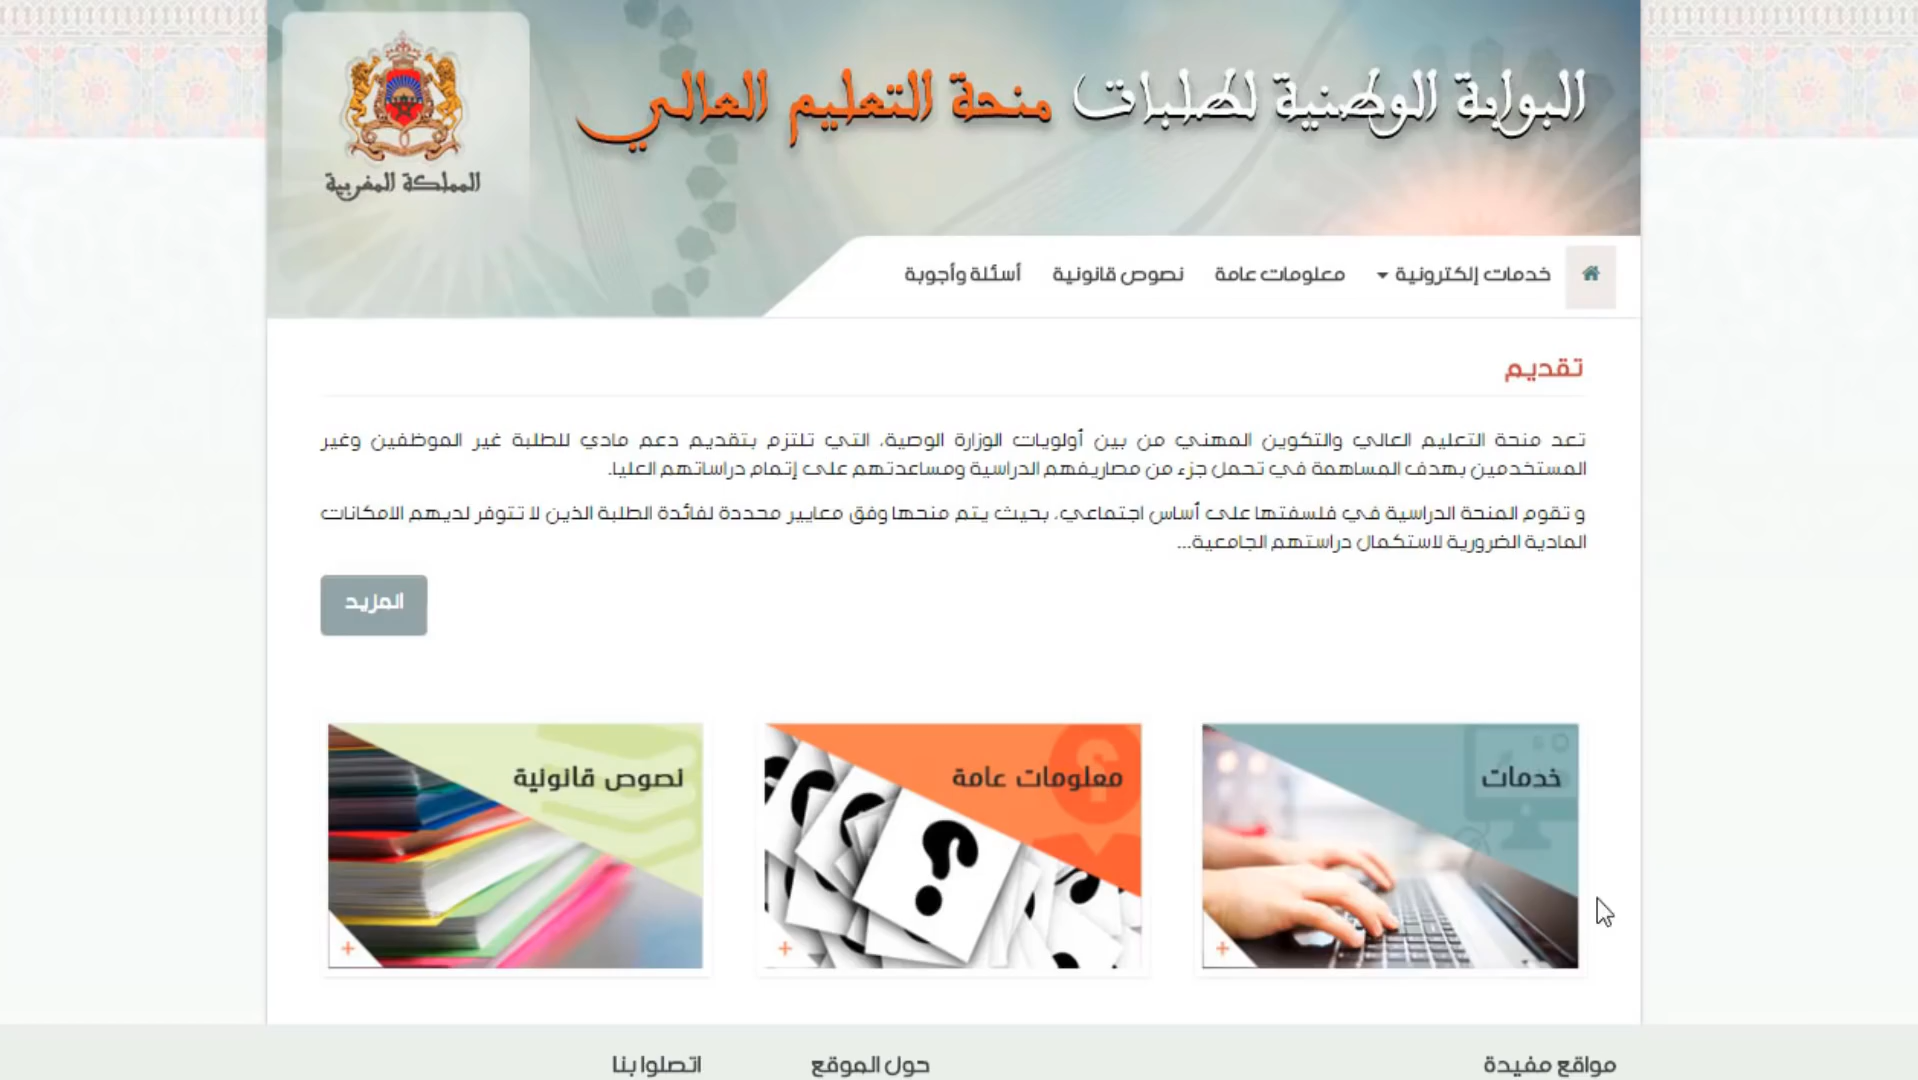 البوابة الوطنية لطلبات منحة التعليم العالي
المملكة المغربية
خدمات إلكترونية
معلومات عامة
نصوص قانونية
أسئلة وأجوبة
تقديم
تعد منحة التعليم العالي والتكوين المهني من بين أولويات الوزارة الوصية، التي تلتزم بتقديم دعم مادي للطلبة غير الموظفين وغير
المستخدمين بهدف المساهمة في تحمل جزء من مصاريفهم الدراسية ومساعدتهم على إتمام دراساتهم العليا.
و تقوم المنحة الدراسية في فلسفتها على أساس اجتماعي، بحيث يتم منحها وفق معايير محددة لفائدة الطلبة الذين لا تتوفر لديهم الامكانات
المادية الضرورية لاستكمال دراستهم الجامعية...
المزيد
خدمات
معلومات عامة
نصوص قانونية
مواقع مفيدة
حول الموقع
اتصلوا بنا